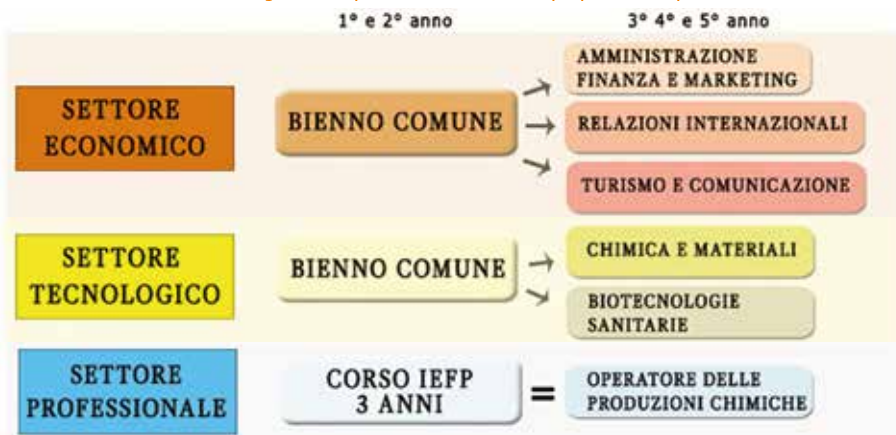 1° e 2° anno
3° 4° e 5° anno
SETTORE
ECONOMICO
BIENNO COMUNE
AMMINISTRAZIONE
FINANZA E MARKETING
RELAZIONI INTERNAZIONALI
TURISMO E COMUNICAZIONE
SETTORE
TECNOLOGICO
BIENNO COMUNE
CHIMICA E MATERIALI
BIOTECNOLOGIE
SANITARIE
SETTORE
PROFESSIONALE
CORSO IEFP
3 ANNI
=
OPERATORE DELLE
PRODUZIONI CHIMICHE